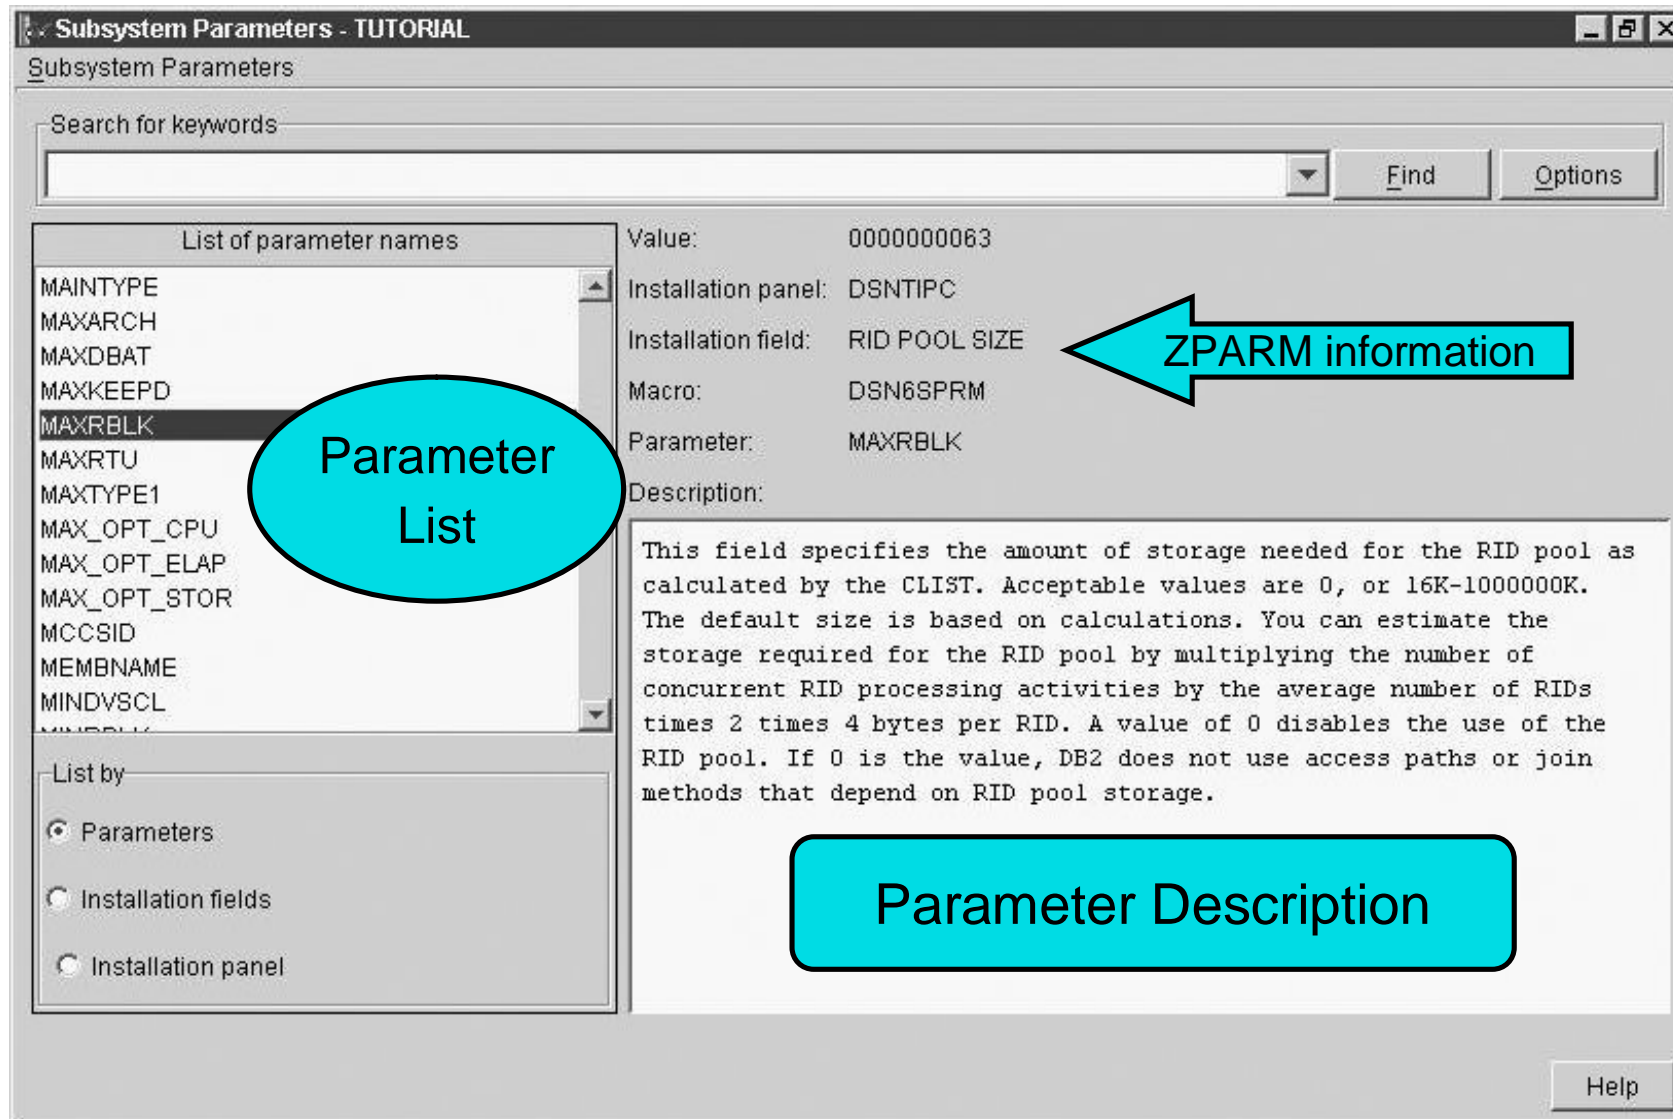 Subsystem Parameters - TUTORIAL
Subsystem Parameters
Search for keywords
Find
Options
List of parameter names
MAINTYPE
MAXARCH
MAXDBAT
MAXKEEPD
MAXRBLK
MAXRTU
MAXTYPE1
MAX_OPT_CPU
MAX_OPT_ELAP
MAX_OPT_STOR
MCCSID
MEMBNAME
MINDVSCL
Parameter
List
List by
Parameters
Installation fields
Installation panel
Value: 0000000063
Installation panel: DSNTIPC
Installation field: RID POOL SIZE
Macro: DSN6SPRM
Parameter: MAXRBLK
ZPARM information
Description:
This field specifies the amount of storage needed for the RID pool as
calculated by the CLIST. Acceptable values are 0, or 16K-1000000K.
The default size is based on calculations. You can estimate the
storage required for the RID pool by multiplying the number of
concurrent RID processing activities by the average number of RIDs
times 2 times 4 bytes per RID. A value of 0 disables the use of the
RID pool. If 0 is the value, DB2 does not use access paths or join
methods that depend on RID pool storage.
Parameter Description
Help